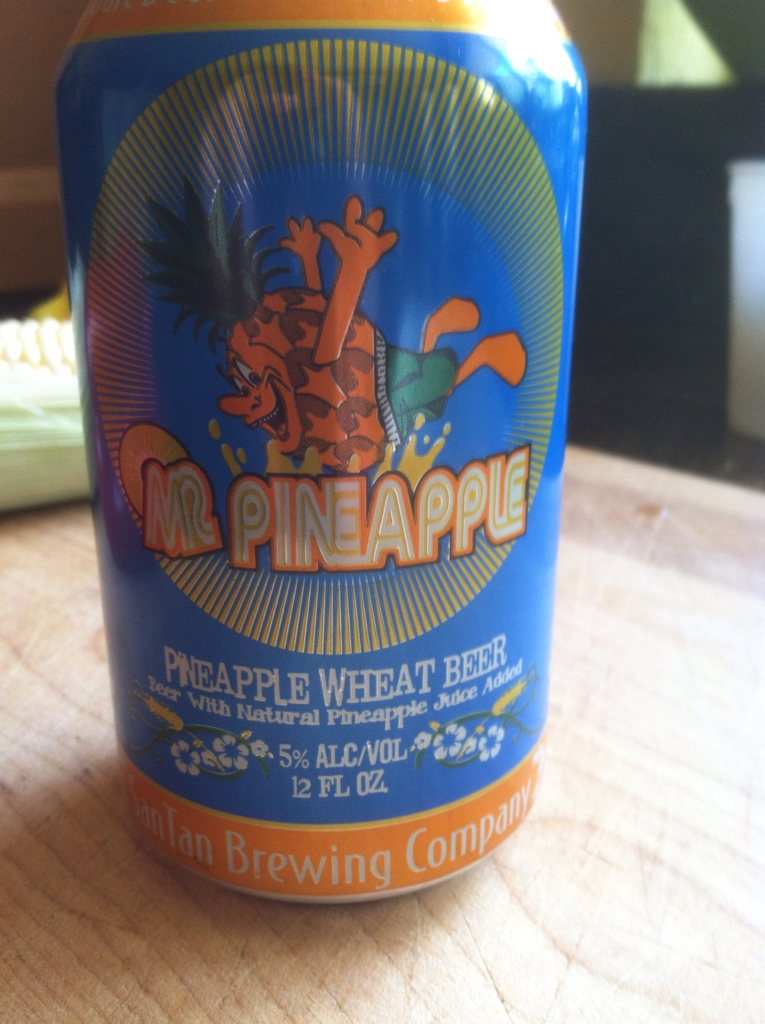 MR PINEAPPLE
PINEAPPLE WHEAT BEER
Beer With Natural Pineapple Juice Added
5% ALC/VOL
12 FL OZ.
SanTan Brewing Company